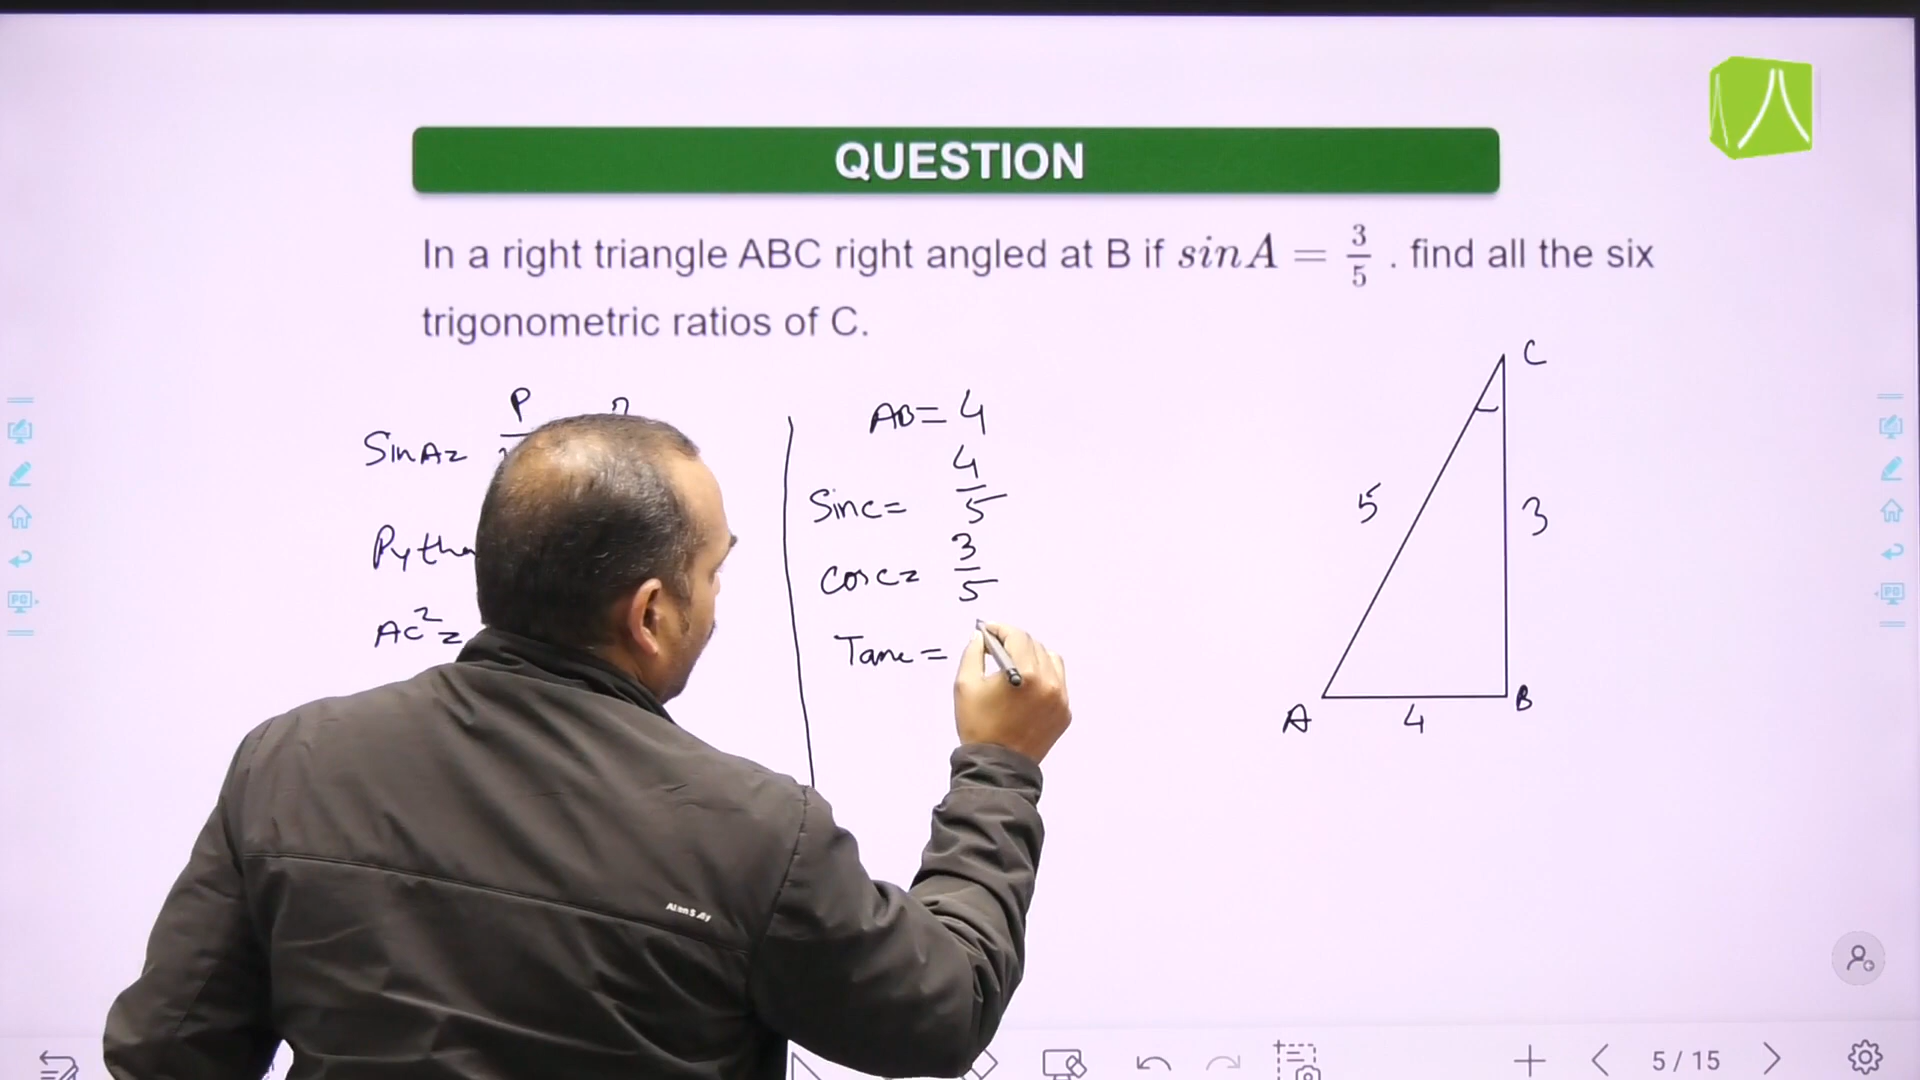 QUESTION
In a right triangle ABC right angled at B if sinA = 3/5 . find all the six
trigonometric ratios of C.
P
SinA=
Pytha
AC²=
AB= 4
Sinc= 4/5
cosc= 3/5
Tanc=
C
5
3
A
4
B
5 / 15